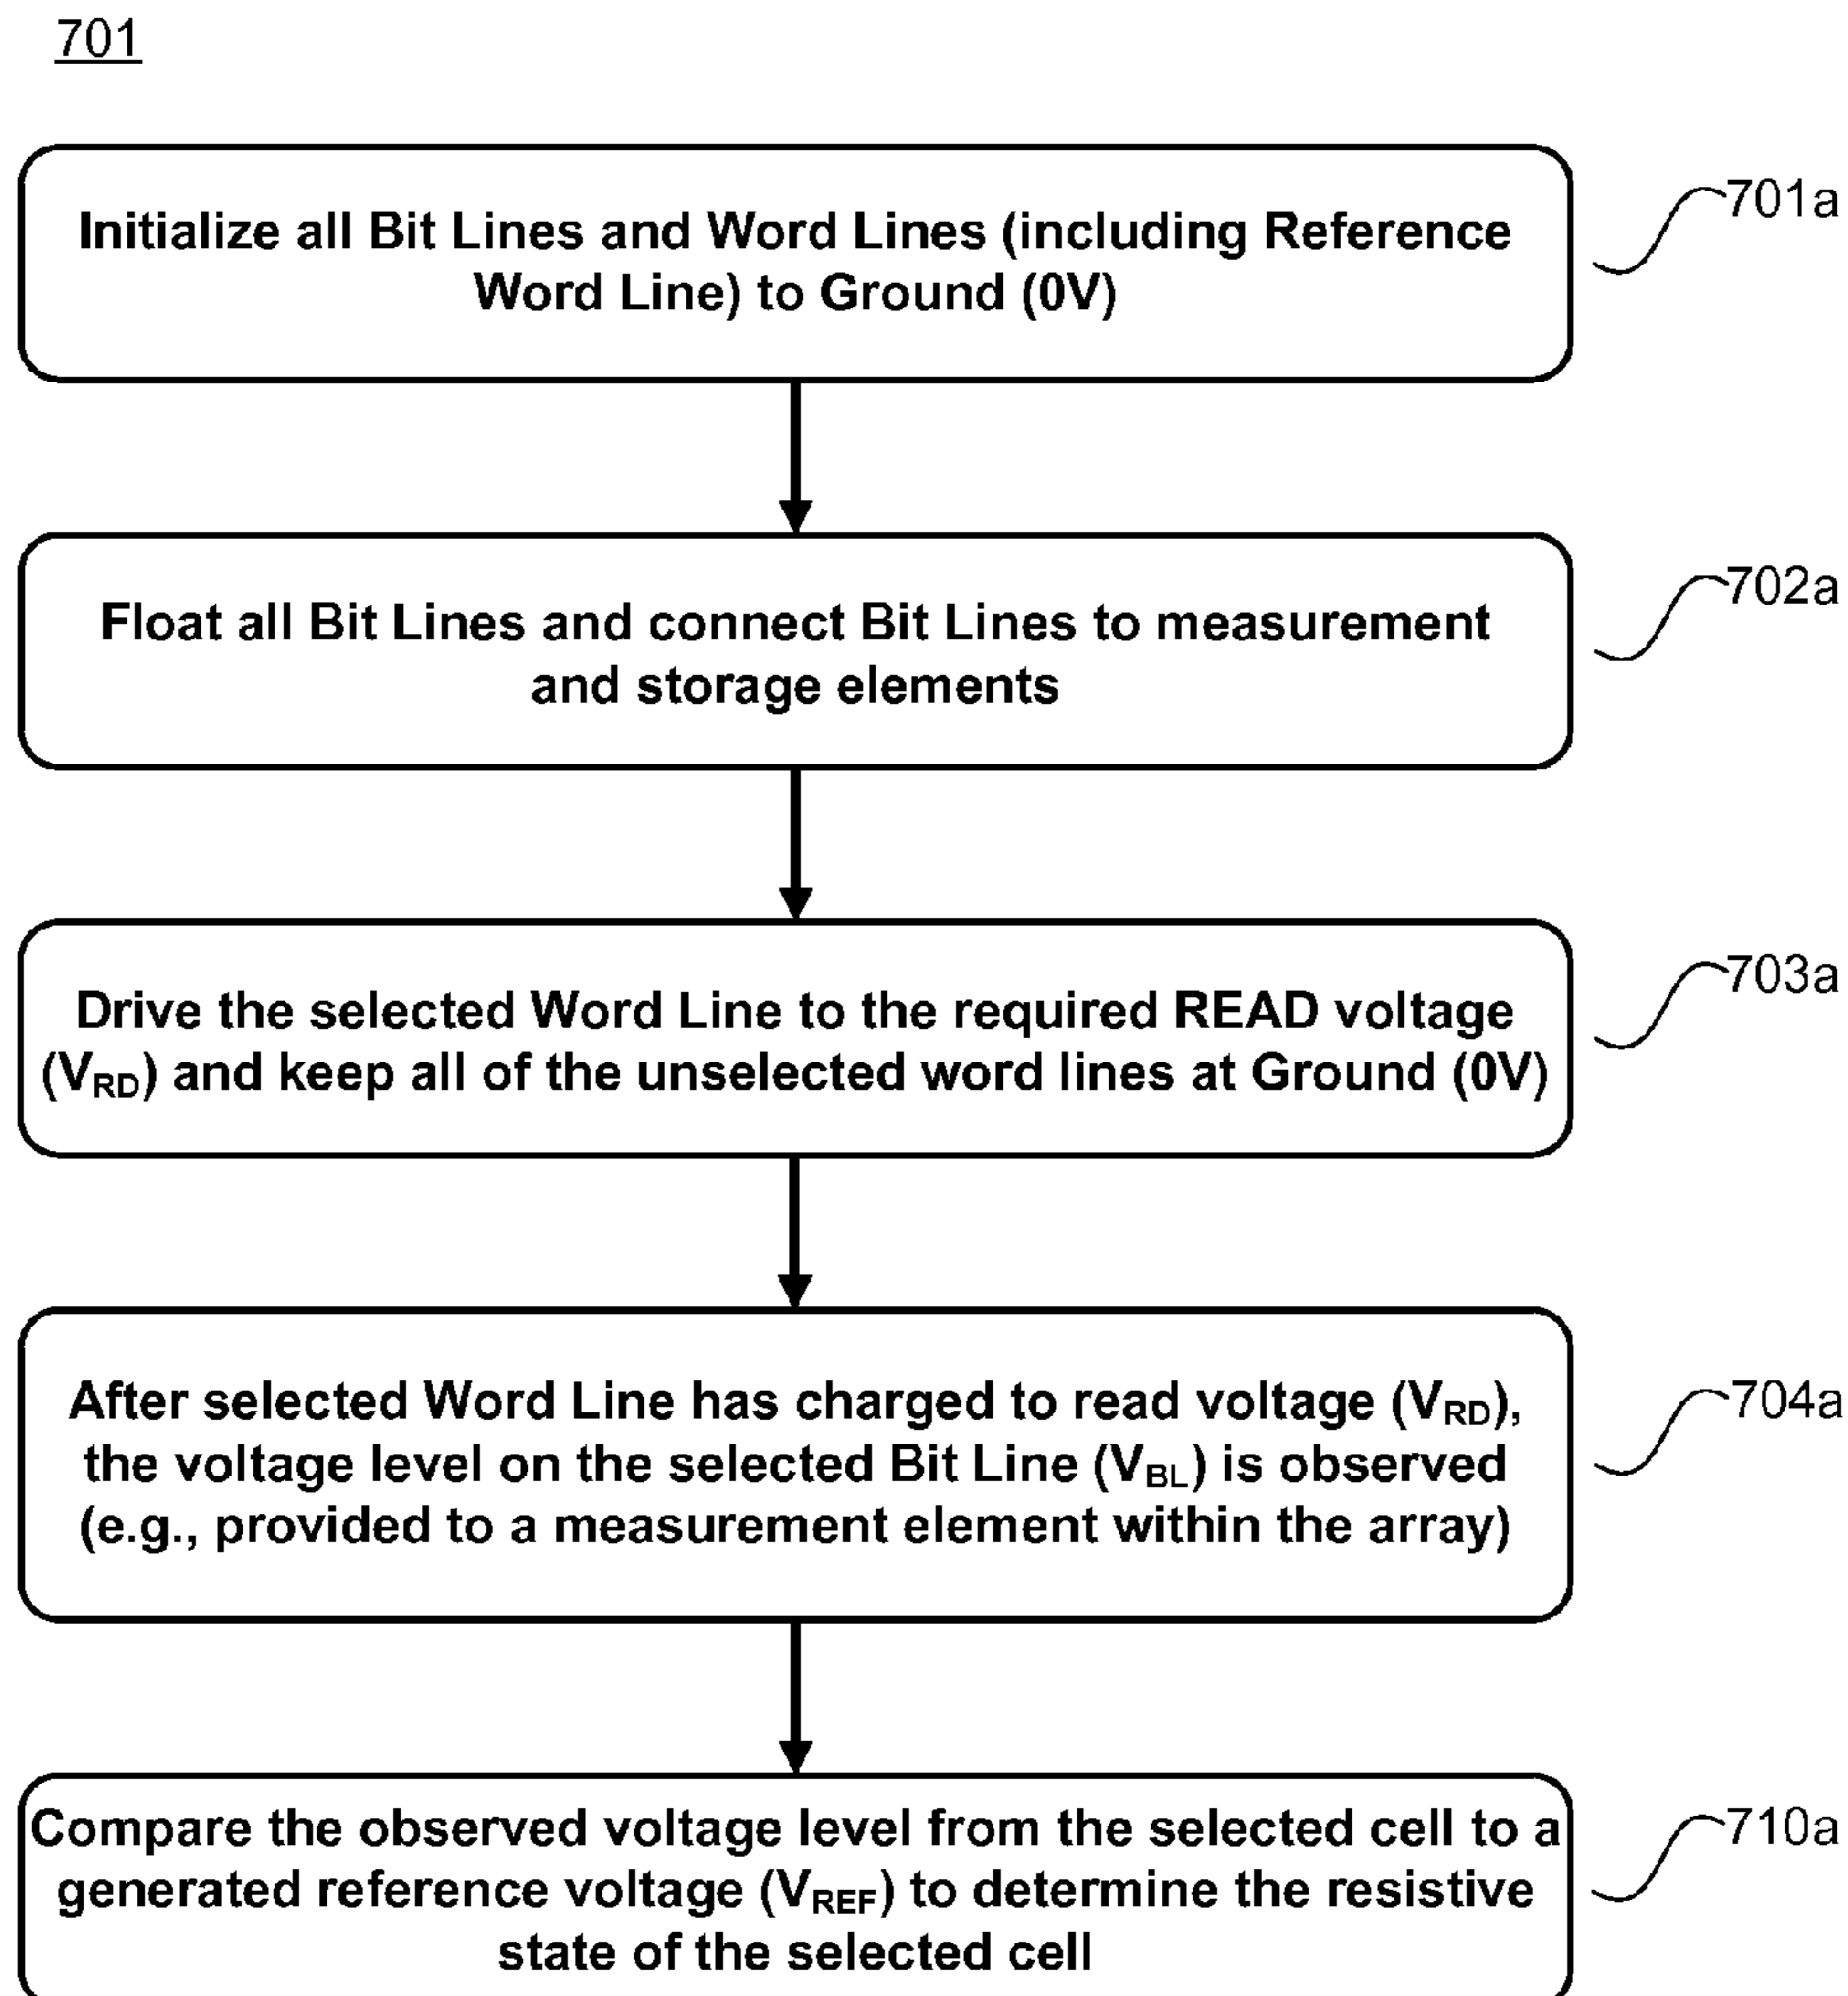 701
Initialize all Bit Lines and Word Lines (including Reference
Word Line) to Ground (0V)
701a
Float all Bit Lines and connect Bit Lines to measurement
and storage elements
702a
Drive the selected Word Line to the required READ voltage
(VRD) and keep all of the unselected word lines at Ground (0V)
703a
After selected Word Line has charged to read voltage (VRD),
the voltage level on the selected Bit Line (VBL) is observed
(e.g., provided to a measurement element within the array)
704a
Compare the observed voltage level from the selected cell to a
generated reference voltage (VREF) to determine the resistive
state of the selected cell
710a